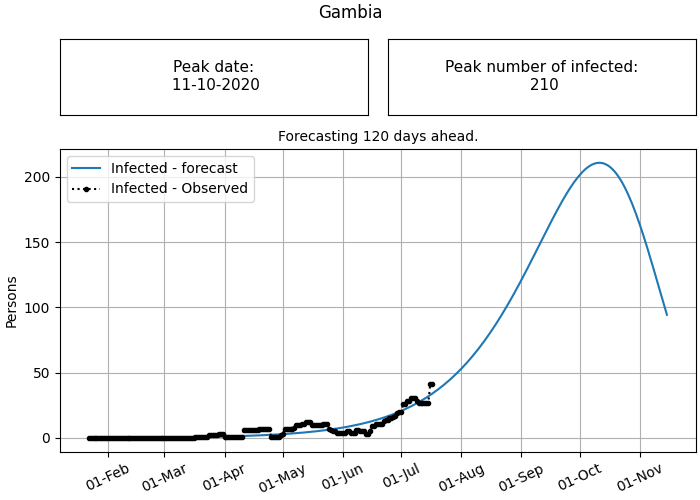 Gambia
Peak date:
11-10-2020
Peak number of infected:
210
Forecasting 120 days ahead.
Infected - forecast
Infected - Observed
Persons
200
150
100
50
0
01-Feb
01-Mar
01-Apr
01-May
01-Jun
01-Jul
01-Aug
01-Sep
01-Oct
01-Nov